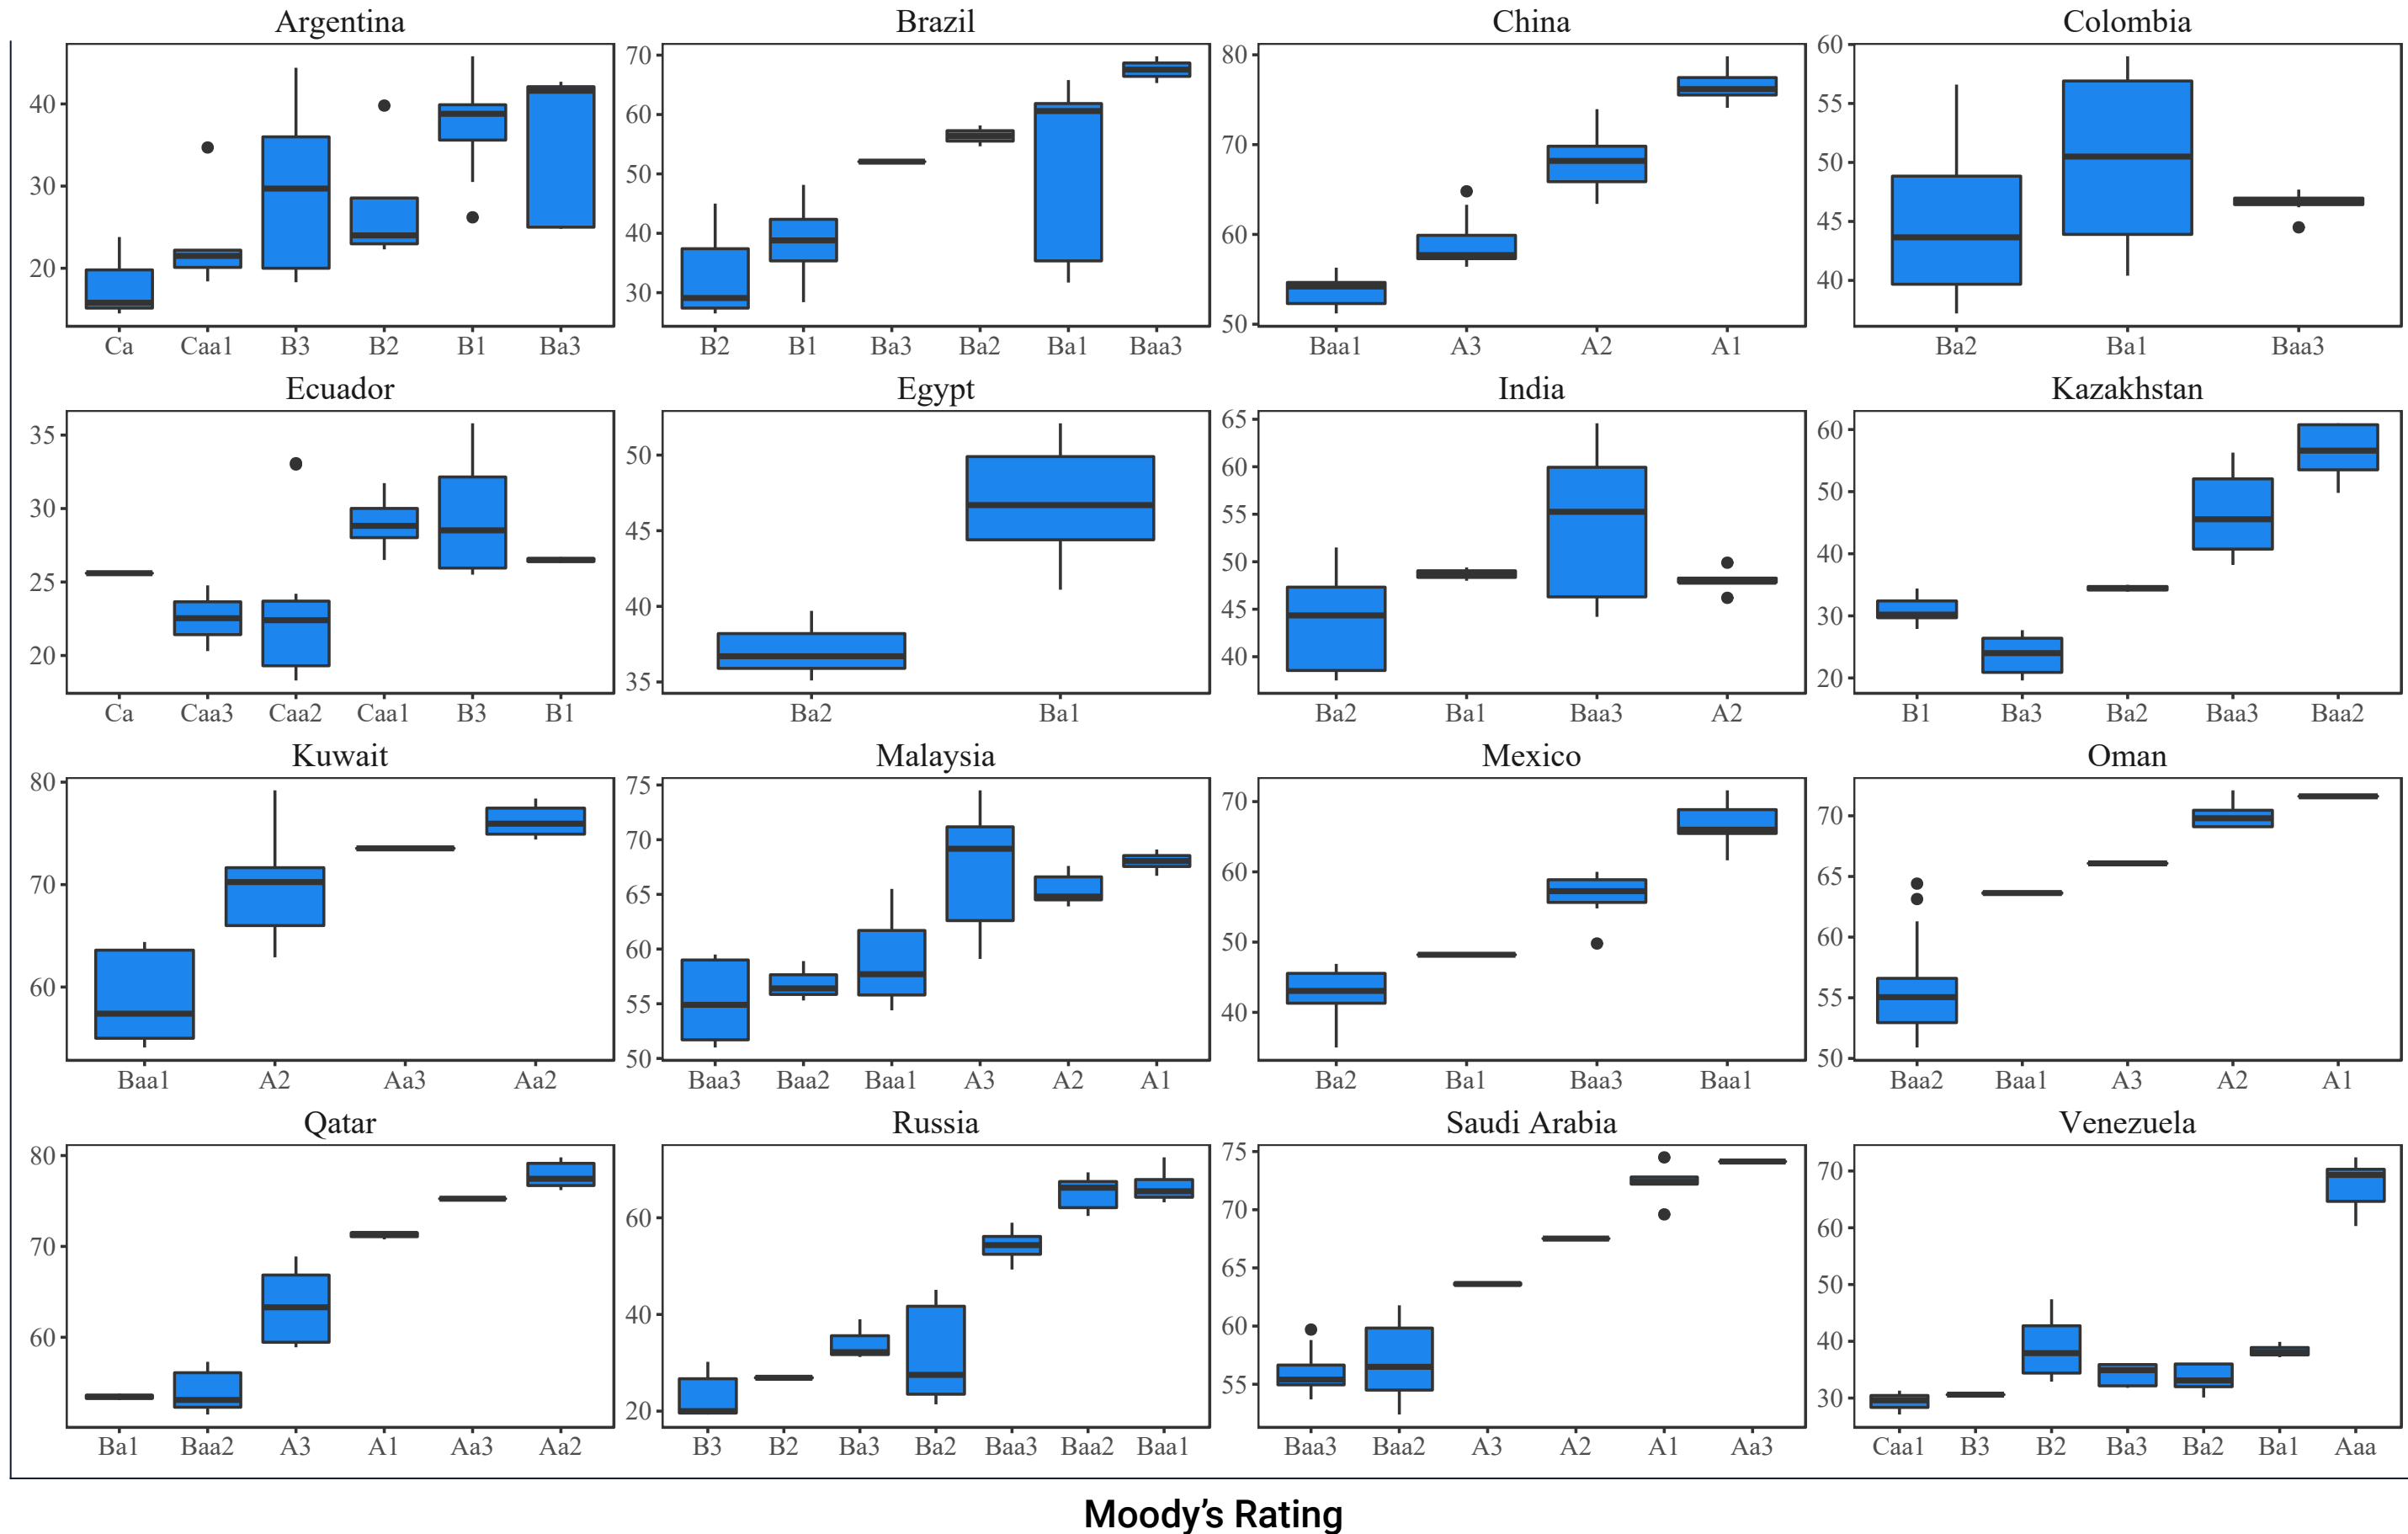 Argentina Brazil China Colombia
40 30 20
70 60 50 40 30
80 70 60 50
60 55 50 45 40
Ca Caa1 B3 B2 B1 Ba3
B2 B1 Ba3 Ba2 Ba1 Baa3
Baa1 A3 A2 A1
Ba2 Ba1 Baa3
Ecuador Egypt India Kazakhstan
35 30 25 20
50 45 40 35
65 60 55 50 45 40
60 50 40 30 20
Ca Caa3 Caa2 Caa1 B3 B1
Ba2 Ba1
Ba2 Ba1 Baa3 A2
B1 Ba3 Ba2 Baa3 Baa2
Kuwait Malaysia Mexico Oman
80 70 60
75 70 65 60 55 50
70 60 50 40
70 65 60 55 50
Baa1 A2 Aa3 Aa2
Baa3 Baa2 Baa1 A3 A2 A1
Ba2 Ba1 Baa3 Baa1
Baa2 Baa1 A3 A2 A1
Qatar Russia Saudi Arabia Venezuela
80 70 60
60 40 20
75 70 65 60 55
70 60 50 40 30
Ba1 Baa2 A3 A1 Aa3 Aa2
B3 B2 Ba3 Ba2 Baa3 Baa2 Baa1
Baa3 Baa2 A3 A2 A1 Aa3
Caa1 B3 B2 Ba3 Ba2 Ba1 Aaa
Moody’s Rating